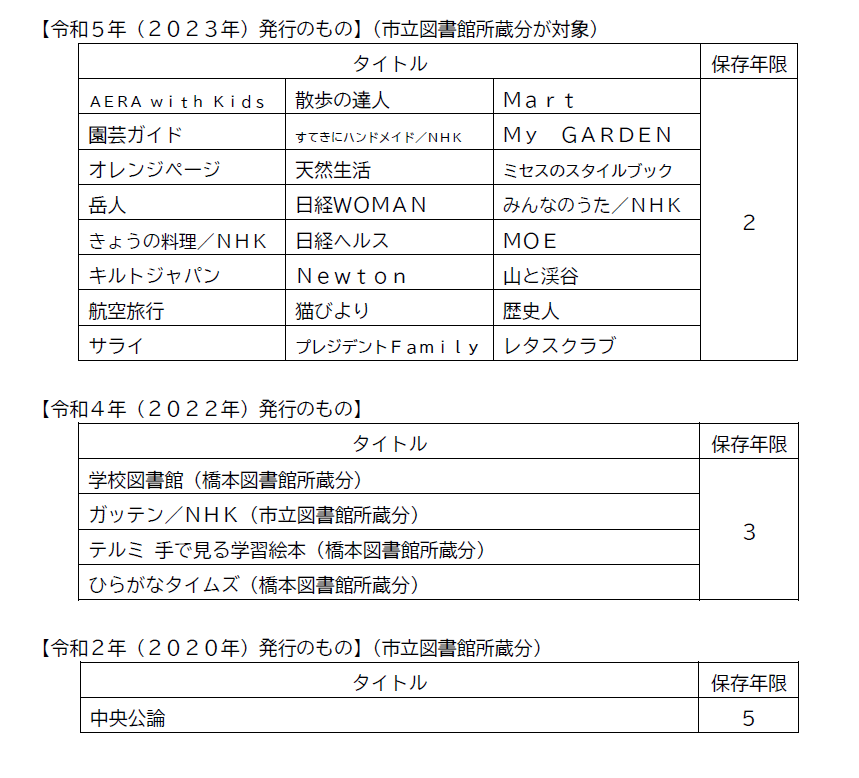 【令和５年（２０２３年）発行のもの】（市立図書館所蔵分が対象）
タイトル 保存年限
ＡＥＲＡ ｗｉｔｈ Ｋｉｄｓ 散歩の達人 Ｍａｒｔ
園芸ガイド すてきにハンドメイド／ＮＨＫ Ｍｙ　ＧＡＲＤＥＮ
オレンジページ 天然生活 ミセスのスタイルブック
岳人 日経ＷＯＭＡＮ みんなのうた／ＮＨＫ
２
きょうの料理／ＮＨＫ 日経ヘルス ＭＯＥ
キルトジャパン Ｎｅｗｔｏｎ 山と渓谷
航空旅行 猫びより 歴史人
サライ プレジデントＦａｍｉｌｙ レタスクラブ
【令和４年（２０２２年）発行のもの】
タイトル 保存年限
学校図書館（橋本図書館所蔵分）
ガッテン／ＮＨＫ（市立図書館所蔵分）
３
テルミ 手で見る学習絵本（橋本図書館所蔵分）
ひらがなタイムズ（橋本図書館所蔵分）
【令和２年（２０２０年）発行のもの】（市立図書館所蔵分）
タイトル 保存年限
中央公論 ５